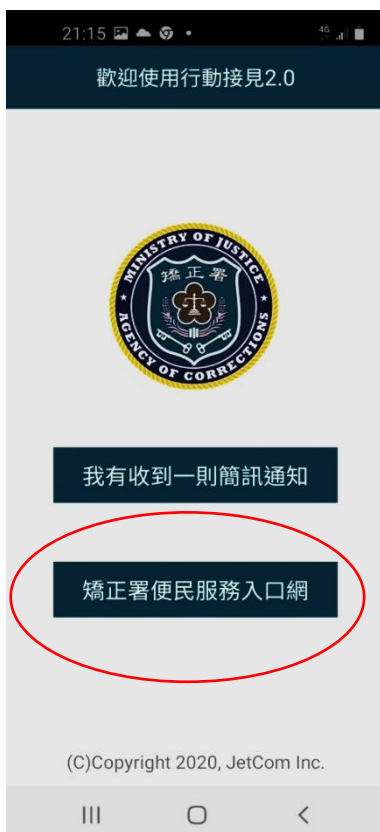 21:15
4G
歡迎使用行動接見2.0
MINISTRY OF JUSTICE
矯正署
AGENCY OF CORRECTIONS
我有收到一則簡訊通知
矯正署便民服務入口網
(C)Copyright 2020, JetCom Inc.